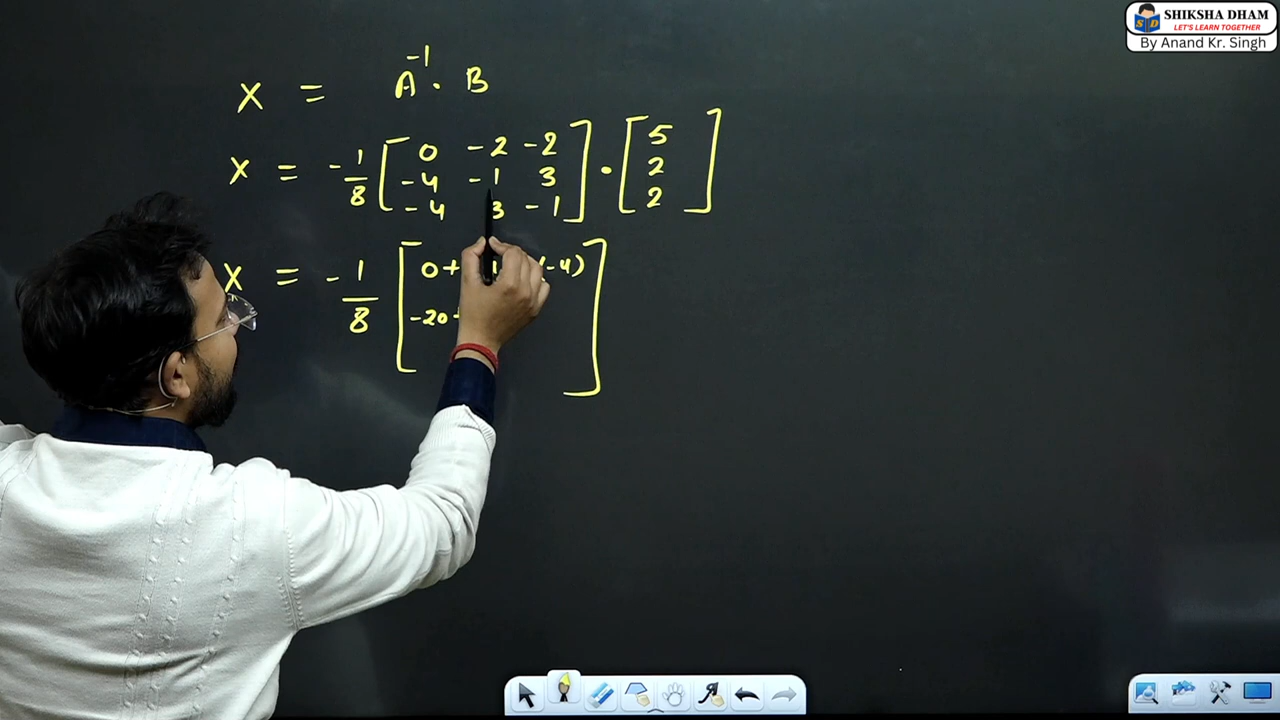 SHIKSHA DHAM
LET'S LEARN TOGETHER
By Anand Kr. Singh
X = A⁻¹ . B
X = -1/8 [ 0 -2 -2 ] . [ 5 ]
[ -4 -1 3 ] [ 2 ]
[ -4 3 -1 ] [ 2 ]
X = -1/8 [ 0+ (-4) ]
[ -20+ ]